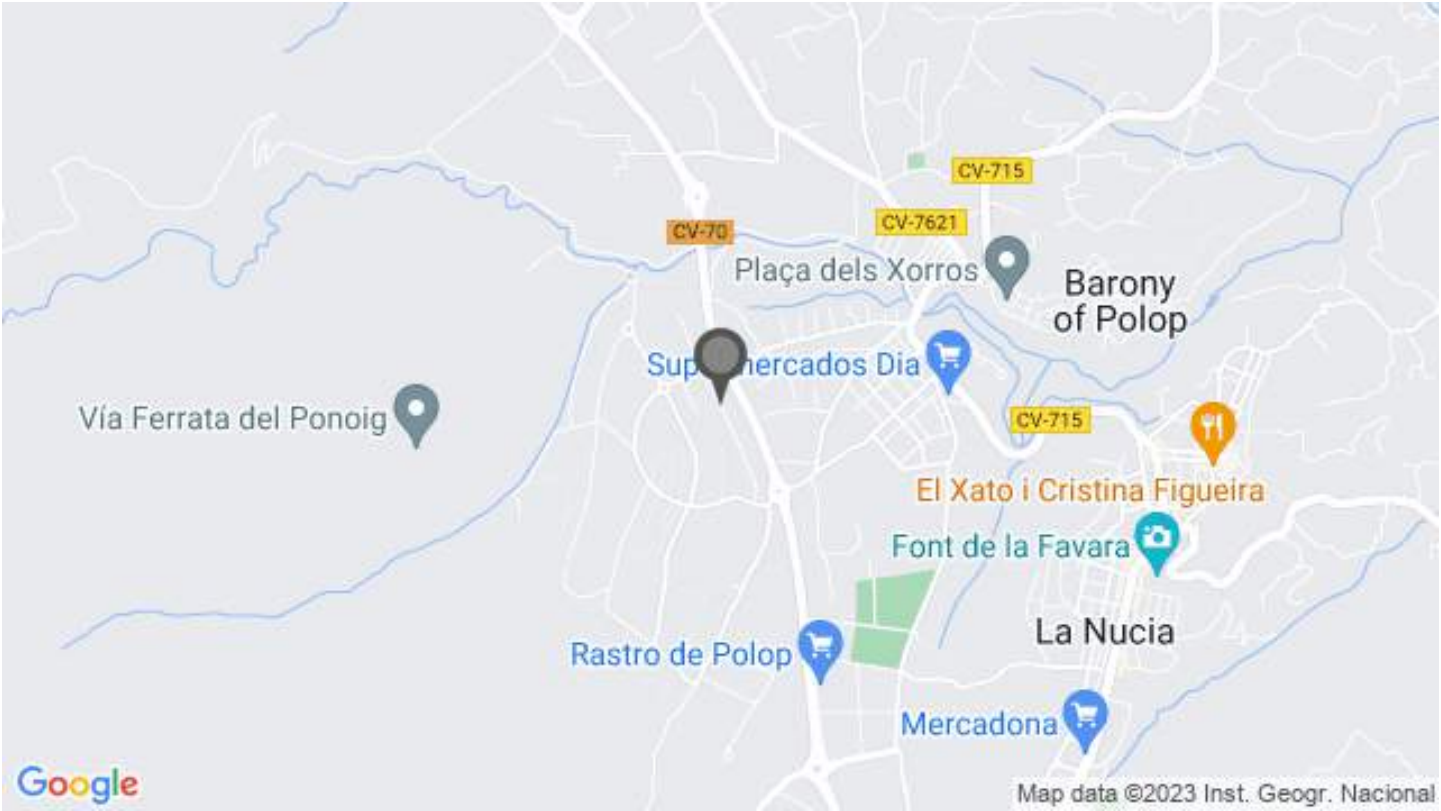 CV-715
CV-7621
CV-70
Plaça dels Xorros
Barony
of Polop
Supermercados Dia
Vía Ferrata del Ponoig
CV-715
El Xato i Cristina Figueira
Font de la Favara
La Nucia
Rastro de Polop
Mercadona
Google
Map data ©2023 Inst. Geogr. Nacional